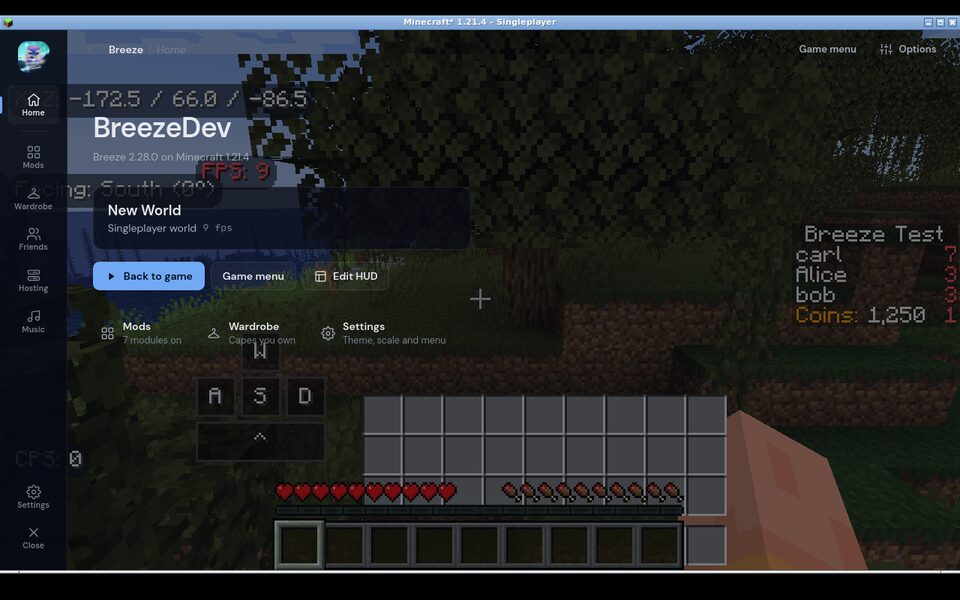 Minecraft* 1.21.4 - Singleplayer
Breeze / Home
Game menu
Options
-172.5 / 66.0 / -86.5
Home
BreezeDev
Breeze 2.28.0 on Minecraft 1.21.4
FPS: 9
Mods
Facing: South (0°)
Wardrobe
New World
Singleplayer world 9 fps
Friends
Breeze Test
carl 7
Alice 3
bob 3
Coins: 1,250 1
Back to game
Game menu
Edit HUD
Hosting
Music
Mods
7 modules on
Wardrobe
Capes you own
Settings
Theme, scale and menu
W
A S D
^
CPS: 0
Settings
Close